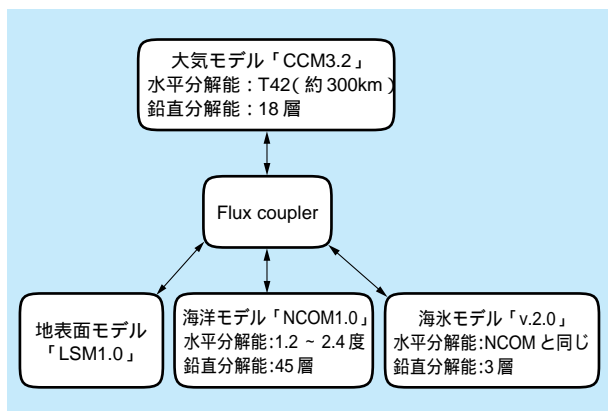 大気モデル「CCM3.2」
水平分解能：T42(約300km)
鉛直分解能：18層
Flux coupler
地表面モデル
「LSM1.0」
海洋モデル「NCOM1.0」
水平分解能:1.2 ~ 2.4度
鉛直分解能:45層
海氷モデル「v.2.0」
水平分解能:NCOMと同じ
鉛直分解能:3層